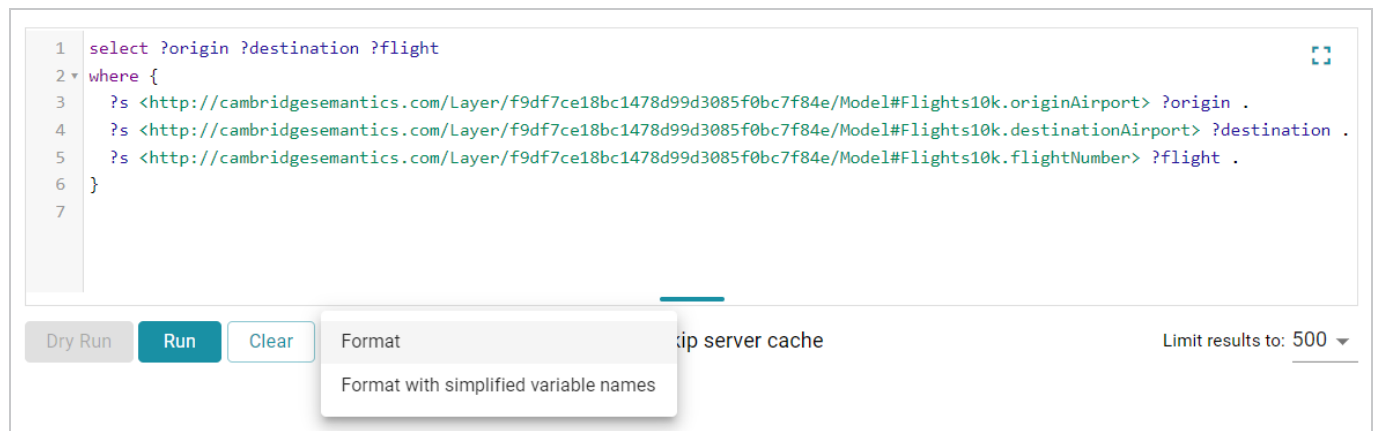 1 select ?origin ?destination ?flight
2 where {
3 ?s <http://cambridgesemantics.com/Layer/f9df7ce18bc1478d99d3085f0bc7f84e/Model#Flights10k.originAirport> ?origin .
4 ?s <http://cambridgesemantics.com/Layer/f9df7ce18bc1478d99d3085f0bc7f84e/Model#Flights10k.destinationAirport> ?destination .
5 ?s <http://cambridgesemantics.com/Layer/f9df7ce18bc1478d99d3085f0bc7f84e/Model#Flights10k.flightNumber> ?flight .
6 }
7
Dry Run Run Clear Format kip server cache Limit results to: 500
Format with simplified variable names